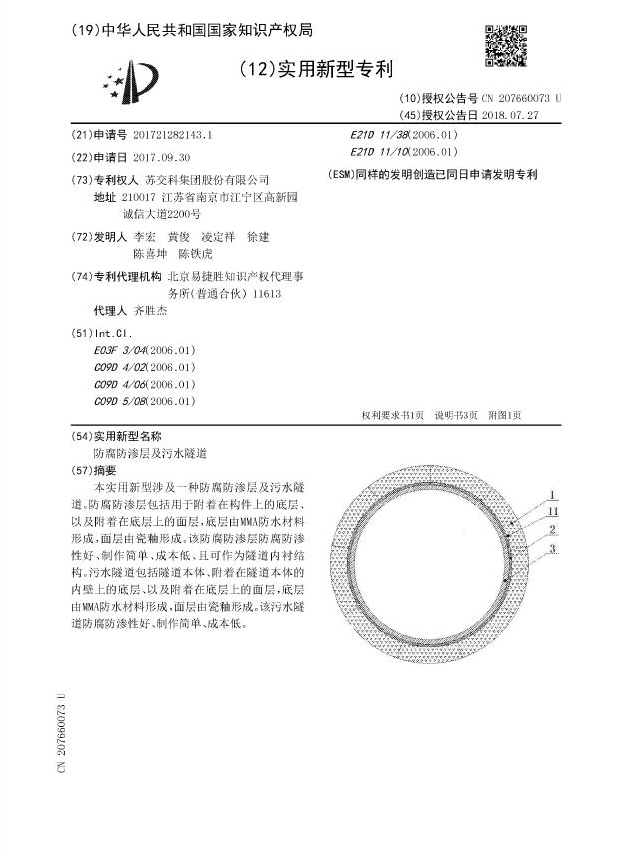 (19)中华人民共和国国家知识产权局
(12)实用新型专利
(10)授权公告号 CN 207660073 U
(45)授权公告日 2018.07.27
(21)申请号 201721282143.1
(22)申请日 2017.09.30
(73)专利权人 苏交科集团股份有限公司
地址 210017 江苏省南京市江宁区高新园
诚信大道2200号
(72)发明人 李宏 黄俊 凌定祥 徐建
陈喜坤 陈铁虎
(74)专利代理机构 北京易捷胜知识产权代理事
务所(普通合伙) 11613
代理人 齐胜杰
(51)Int.Cl.
E03F 3/04(2006.01)
C09D 4/02(2006.01)
C09D 4/06(2006.01)
C09D 5/08(2006.01)
E21D 11/38(2006.01)
E21D 11/10(2006.01)
(ESM)同样的发明创造已同日申请发明专利
权利要求书1页 说明书3页 附图1页
(54)实用新型名称
防腐防渗层及污水隧道
(57)摘要
本实用新型涉及一种防腐防渗层及污水隧
道。防腐防渗层包括用于附着在构件上的底层、
以及附着在底层上的面层,底层由MMA防水材料
形成,面层由瓷釉形成。该防腐防渗层防腐防渗
性好、制作简单、成本低、且可作为隧道内衬结
构。污水隧道包括隧道本体、附着在隧道本体的
内壁上的底层、以及附着在底层上的面层,底层
由MMA防水材料形成,面层由瓷釉形成。该污水隧
道防腐防渗性好、制作简单、成本低。
1
11
2
3
CN 207660073 U